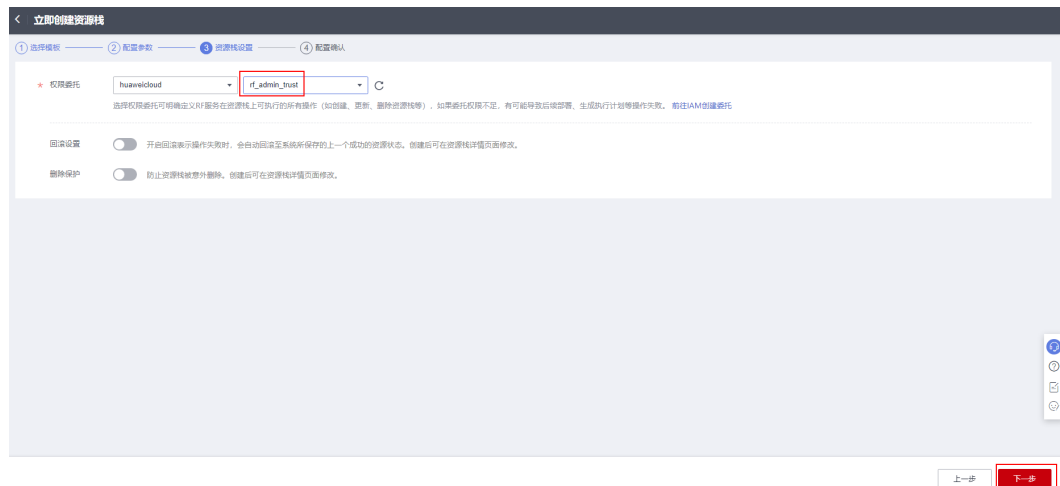 立即创建资源栈
1 选择模板 2 配置参数 3 资源栈设置 4 配置确认
* 权限委托 huaweicloud rf_admin_trust
选择权限委托可明确定义RF服务在资源栈上可执行的所有操作（如创建、更新、删除资源栈等），如果委托权限不足，有可能导致后续部署、生成执行计划等操作失败。 前往IAM创建委托
回滚设置 开启回滚表示操作失败时，会自动回滚至系统所保存的上一个成功的资源状态。创建后可在资源栈详情页面修改。
删除保护 防止资源栈被意外删除。创建后可在资源栈详情页面修改。
上一步 下一步